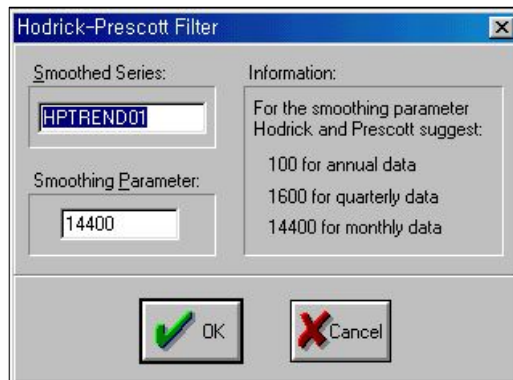 Hodrick-Prescott Filter
Smoothed Series:
HPTREND01
Smoothing Parameter:
14400
Information:
For the smoothing parameter
Hodrick and Prescott suggest:
100 for annual data
1600 for quarterly data
14400 for monthly data
OK
Cancel